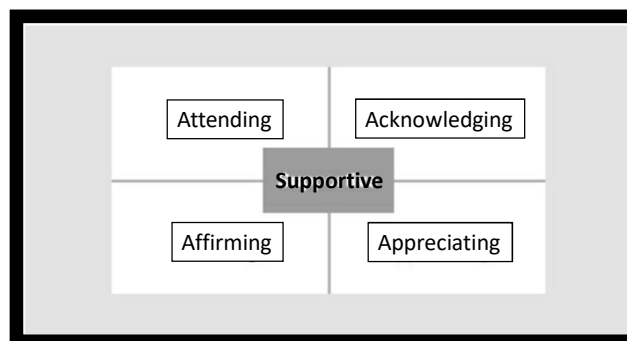 Attending
Acknowledging
Supportive
Affirming
Appreciating